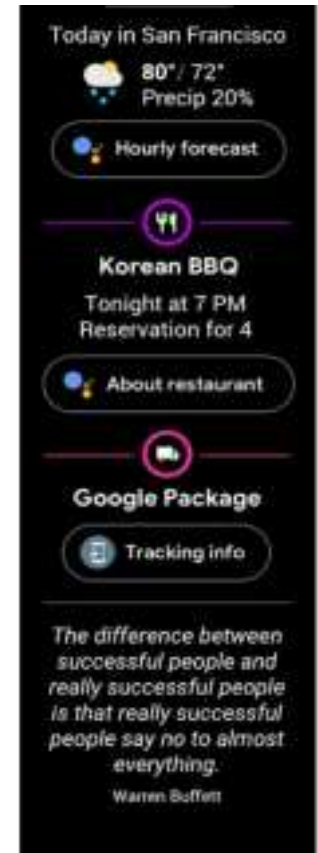 Today in San Francisco
80°/ 72°
Precip 20%
Hourly forecast
Korean BBQ
Tonight at 7 PM
Reservation for 4
About restaurant
Google Package
Tracking info
The difference between
successful people and
really successful people
is that really successful
people say no to almost
everything.
Warren Buffett